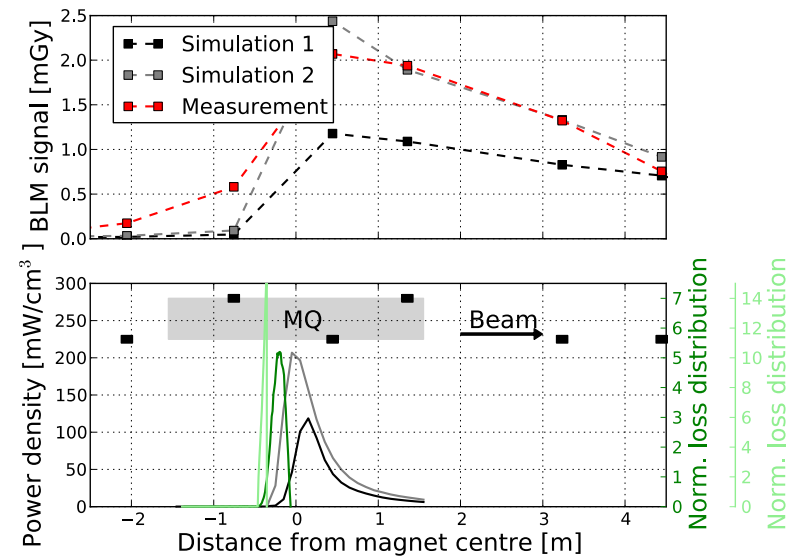 2.5
2.0
1.5
1.0
0.5
0.0
BLM signal [mGy]
Simulation 1
Simulation 2
Measurement
300
250
200
150
100
50
0
Power density [mW/cm³ ]
MQ
Beam
7
6
5
4
3
2
1
0
Norm. loss distribution
14
12
10
8
6
4
2
0
Norm. loss distribution
−2 −1 0 1 2 3 4
Distance from magnet centre [m]